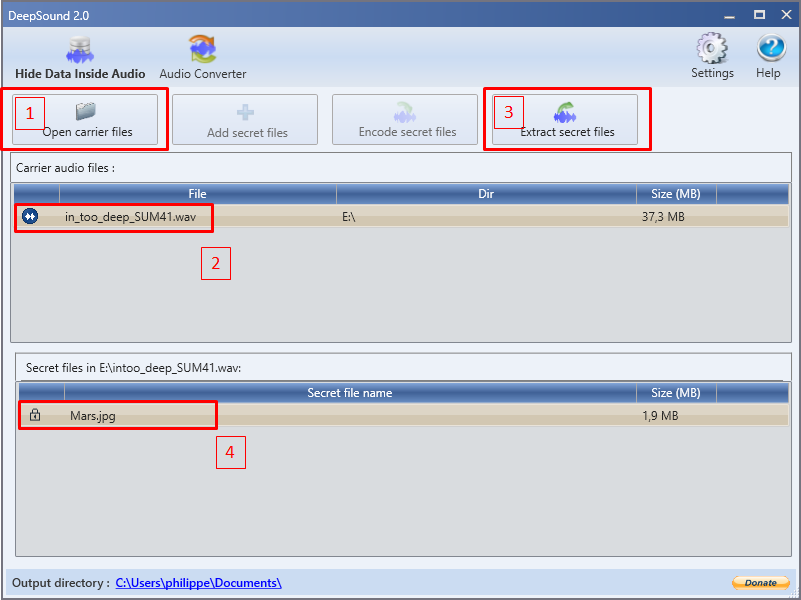 DeepSound 2.0
Hide Data Inside Audio Audio Converter Settings Help
1 3
Open carrier files Add secret files Encode secret files Extract secret files
Carrier audio files :
File Dir Size (MB)
in_too_deep_SUM41.wav E:\ 37,3 MB
2
Secret files in E:\intoo_deep_SUM41.wav:
Secret file name Size (MB)
Mars.jpg 1,9 MB
4
Output directory : C:\Users\philippe\Documents\ Donate